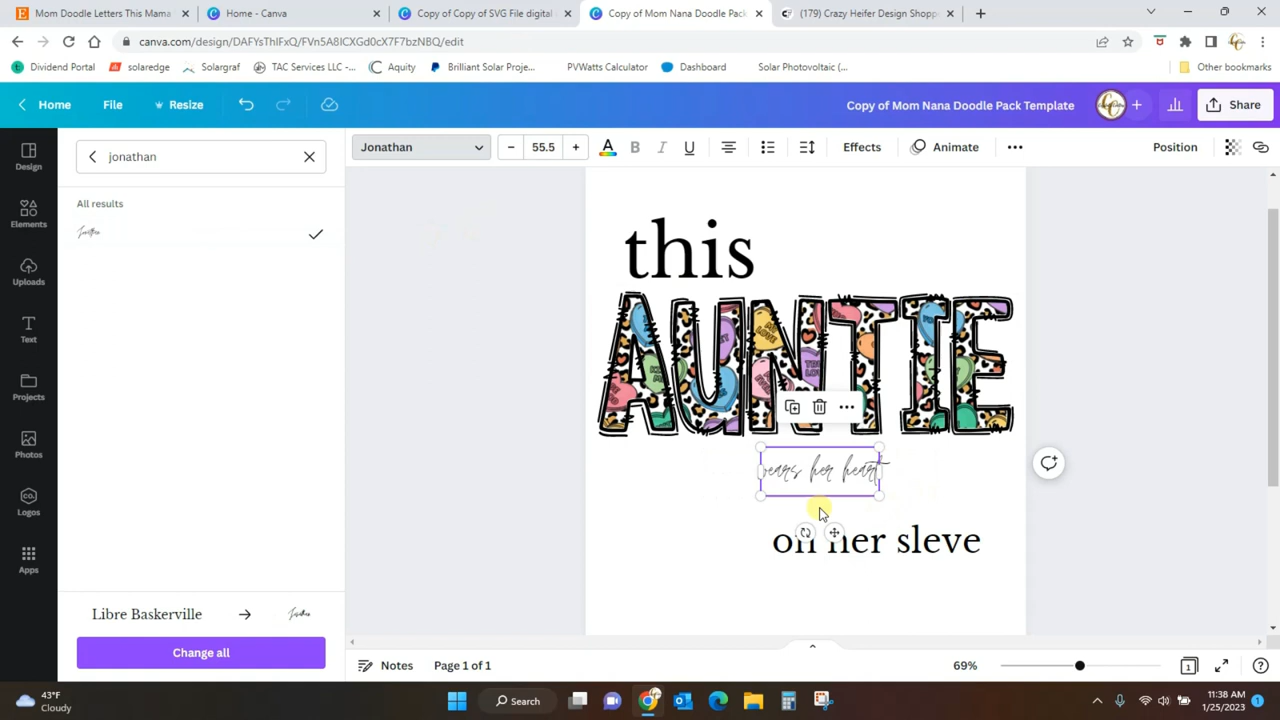 Mom Doodle Letters This Mama
Home - Canva
Copy of Copy of SVG File digital
Copy of Mom Nana Doodle Pack
(179) Crazy Heifer Design Shopp
canva.com/design/DAFYsThIFxQ/FVn5A8ICXGd0cX7F7bzNBQ/edit
Dividend Portal
solaredge
Solargraf
TAC Services LLC -...
Aquity
Brilliant Solar Proje...
PVWatts Calculator
Dashboard
Solar Photovoltaic (...
Other bookmarks
Home
File
Resize
Copy of Mom Nana Doodle Pack Template
Share
Design
Elements
Uploads
Text
Projects
Photos
Logos
Apps
jonathan
All results
Jonathan
Jonathan
55.5
A
B
I
U
Effects
Animate
Position
this
AUNTIE
ears her heart
on her sleve
Libre Baskerville
Jonathan
Change all
Notes
Page 1 of 1
69%
1
43°F
Cloudy
Search
11:38 AM
1/25/2023